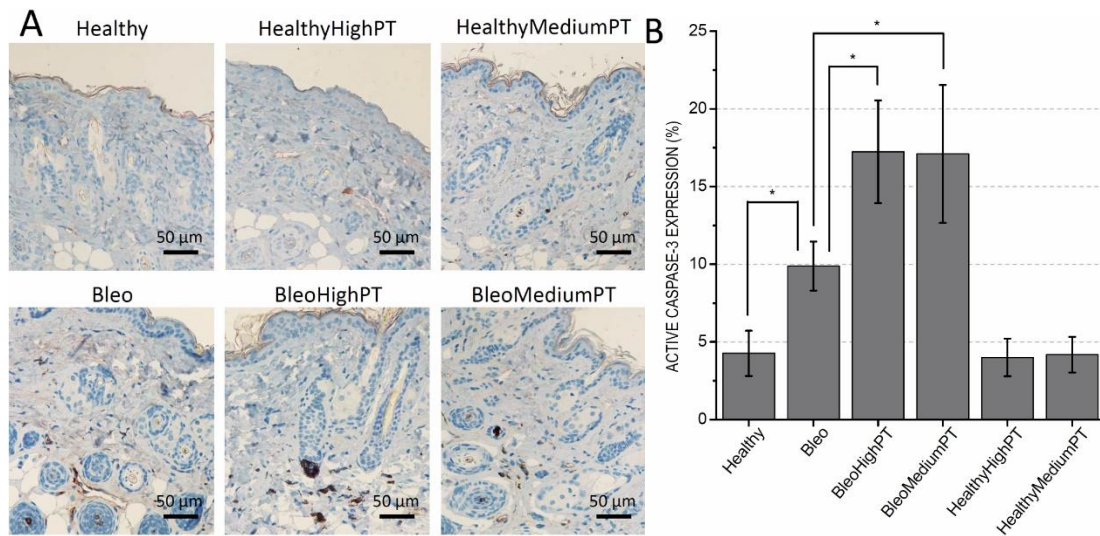 A
Healthy
HealthyHighPT
HealthyMediumPT
50 µm
50 µm
50 µm
Bleo
BleoHighPT
BleoMediumPT
50 µm
50 µm
50 µm
B
ACTIVE CASPASE-3 EXPRESSION (%)
25
20
15
10
5
0
*
*
*
Healthy
Bleo
BleoHighPT
BleoMediumPT
HealthyHighPT
HealthyMediumPT